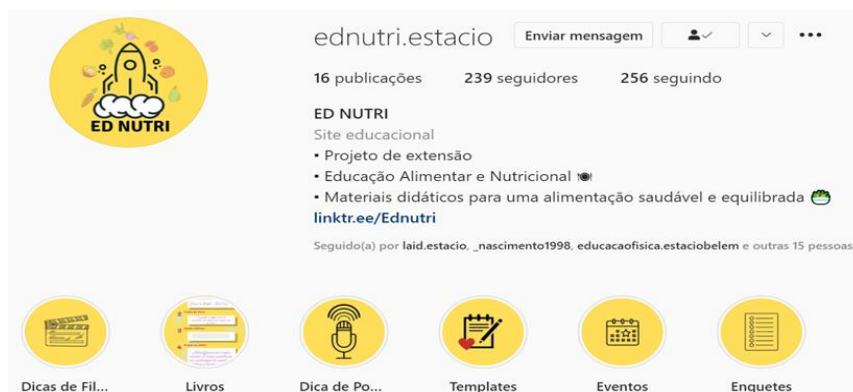 ednutri.estacio Enviar mensagem
16 publicações 239 seguidores 256 seguindo
ED NUTRI
ED NUTRI
Site educacional
• Projeto de extensão
• Educação Alimentar e Nutricional 🍽
• Materiais didáticos para uma alimentação saudável e equilibrada 🥗
linktr.ee/Ednutri
Seguido(a) por laid.estacio, _nascimento1998, educacaofisica.estaciobelem e outras 15 pessoas
Dicas de Fil... Livros Dica de Po... Templates Eventos Enquetes